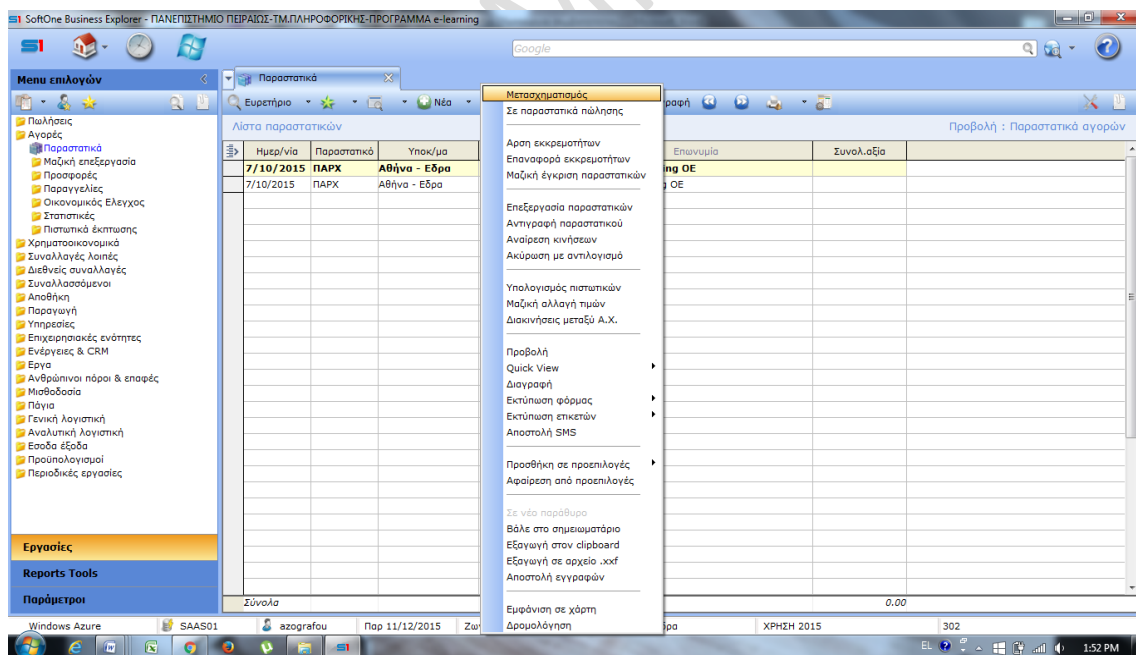 S1 SoftOne Business Explorer - ΠΑΝΕΠΙΣΤΗΜΙΟ ΠΕΙΡΑΙΩΣ-ΤΜ.ΠΛΗΡΟΦΟΡΙΚΗΣ-ΠΡΟΓΡΑΜΜΑ e-learning
S1
Google
Menu επιλογών
Παραστατικά
Ευρετήριο
Νέα
ραφή
Πωλήσεις
Αγορές
Παραστατικά
Μαζική επεξεργασία
Προσφορές
Παραγγελίες
Οικονομικός Ελεγχος
Στατιστικές
Πιστωτικά έκπτωσης
Χρηματοοικονομικά
Συναλλαγές λοιπές
Διεθνείς συναλλαγές
Συναλλασσόμενοι
Αποθήκη
Παραγωγή
Υπηρεσίες
Επιχειρησιακές ενότητες
Ενέργειες & CRM
Εργα
Ανθρώπινοι πόροι & επαφές
Μισθοδοσία
Πάγια
Γενική λογιστική
Αναλυτική λογιστική
Εσοδα έξοδα
Προϋπολογισμοί
Περιοδικές εργασίες
Εργασίες
Reports Tools
Παράμετροι
Λίστα παραστατικών
Προβολή : Παραστατικά αγορών
Ημερ/νία Παραστατικό Υποκ/μα Επωνυμία Συνολ.αξία
7/10/2015 ΠΑΡΧ Αθήνα - Εδρα ing OE
7/10/2015 ΠΑΡΧ Αθήνα - Εδρα g OE
Σύνολα 0.00
Μετασχηματισμός
Σε παραστατικά πώλησης
Αρση εκκρεμοτήτων
Επαναφορά εκκρεμοτήτων
Μαζική έγκριση παραστατικών
Επεξεργασία παραστατικών
Αντιγραφή παραστατικού
Αναίρεση κινήσεων
Ακύρωση με αντιλογισμό
Υπολογισμός πιστωτικών
Μαζική αλλαγή τιμών
Διακινήσεις μεταξύ Α.Χ.
Προβολή
Quick View
Διαγραφή
Εκτύπωση φόρμας
Εκτύπωση ετικετών
Αποστολή SMS
Προσθήκη σε προεπιλογές
Αφαίρεση από προεπιλογές
Σε νέο παράθυρο
Βάλε στο σημειωματάριο
Εξαγωγή στον clipboard
Εξαγωγή σε αρχείο .xxf
Αποστολή εγγραφών
Εμφάνιση σε χάρτη
Δρομολόγηση
Windows Azure SAAS01 azografou Παρ 11/12/2015 Ζω δρα ΧΡΗΣΗ 2015 302
EL 1:52 PM